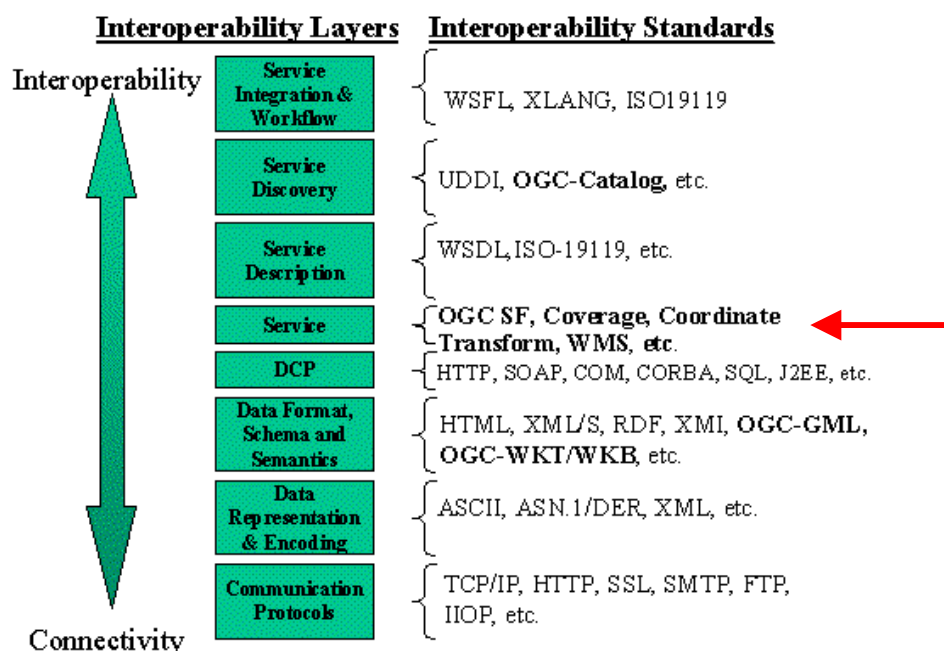 Interoperability Layers Interoperability Standards
Interoperability
Service
Integration &
Workflow
WSFL, XLANG, ISO19119
Service
Discovery
UDDI, OGC-Catalog, etc.
Service
Description
WSDL,ISO-19119, etc.
Service
OGC SF, Coverage, Coordinate
Transform, WMS, etc.
DCP
HTTP, SOAP, COM, CORBA, SQL, J2EE, etc.
Data Format,
Schema and
Semantics
HTML, XML/S, RDF, XMI, OGC-GML,
OGC-WKT/WKB, etc.
Data
Representation
& Encoding
ASCII, ASN.1/DER, XML, etc.
Communication
Protocols
TCP/IP, HTTP, SSL, SMTP, FTP,
IIOP, etc.
Connectivity